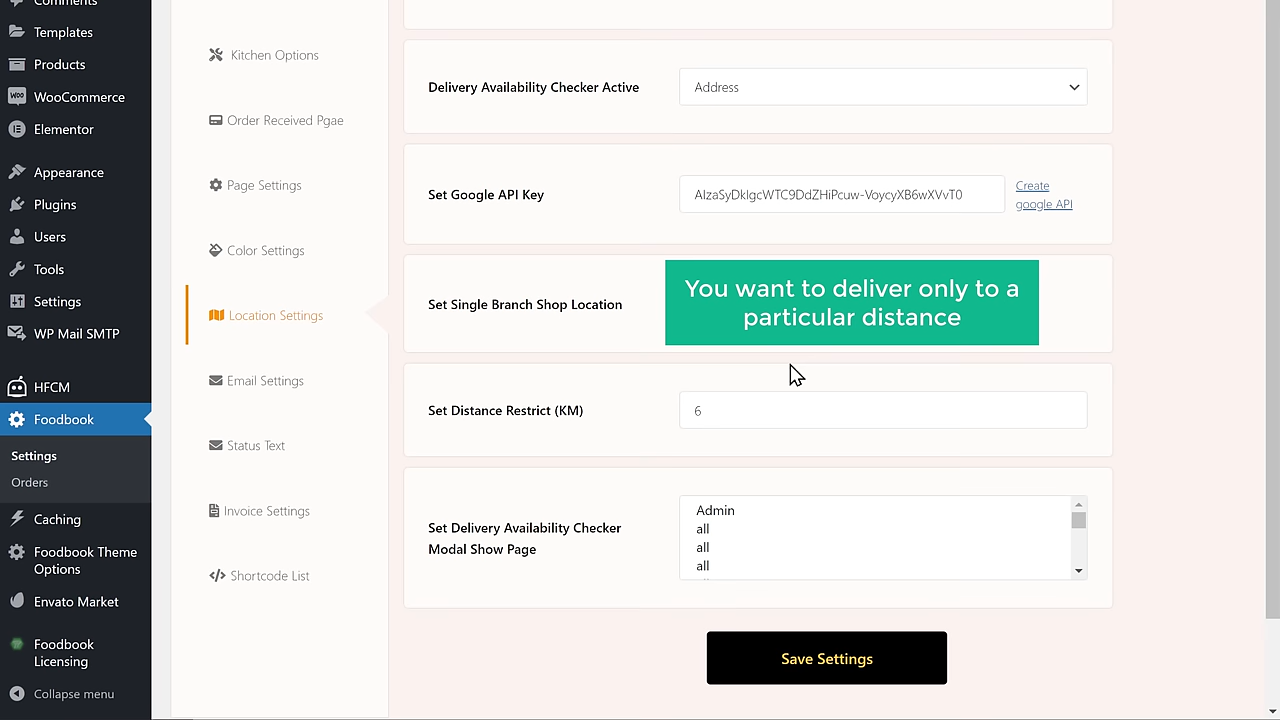 Comments
Templates
Products
WooCommerce
Elementor
Appearance
Plugins
Users
Tools
Settings
WP Mail SMTP
HFCM
Foodbook
Settings
Orders
Caching
Foodbook Theme
Options
Envato Market
Foodbook
Licensing
Collapse menu
Kitchen Options
Order Received Pgae
Page Settings
Color Settings
Location Settings
Email Settings
Status Text
Invoice Settings
Shortcode List
Delivery Availability Checker Active
Address
Set Google API Key
Create
google API
Set Single Branch Shop Location
You want to deliver only to a
particular distance
Set Distance Restrict (KM)
6
Set Delivery Availability Checker
Modal Show Page
Admin
all
all
all
Save Settings